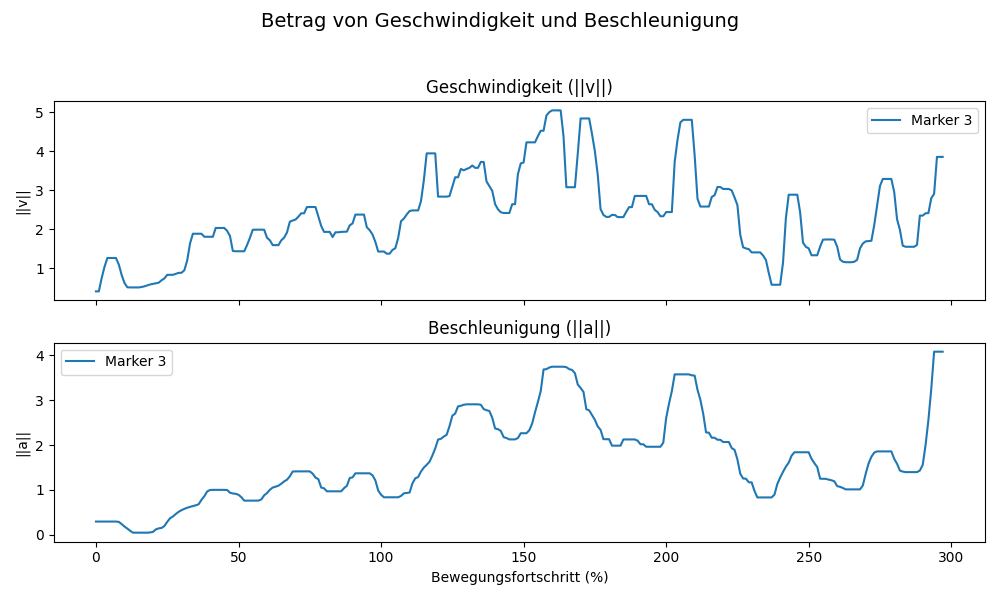 Betrag von Geschwindigkeit und Beschleunigung
Geschwindigkeit (||v||)
5
4
3
2
1
||v||
Marker 3
Beschleunigung (||a||)
4
3
2
1
0
||a||
Marker 3
0 50 100 150 200 250 300
Bewegungsfortschritt (%)